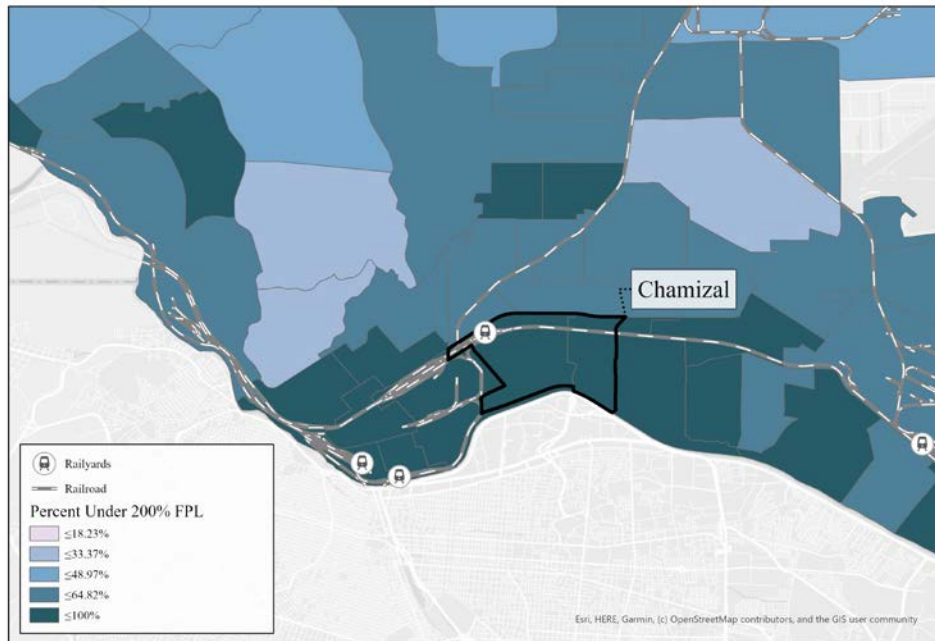 Chamizal
Railyards
Railroad
Percent Under 200% FPL
≤18.23%
≤33.37%
≤48.97%
≤64.82%
≤100%
Esri, HERE, Garmin, (c) OpenStreetMap contributors, and the GIS user community